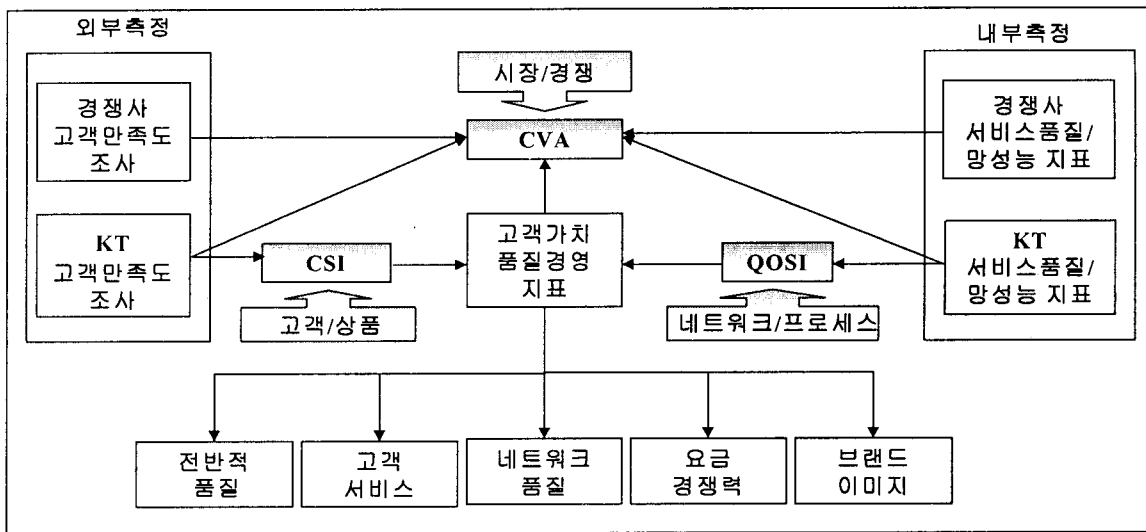 외부측정
내부측정
시장/경쟁
경쟁사
고객만족도
조사
CVA
경쟁사
서비스품질/
망성능 지표
KT
고객만족도
조사
CSI
고객가치
품질경영
지표
QOSI
KT
서비스품질/
망성능 지표
고객/상품
네트워크/프로세스
전반적
품질
고객
서비스
네트워크
품질
요금
경쟁력
브랜드
이미지